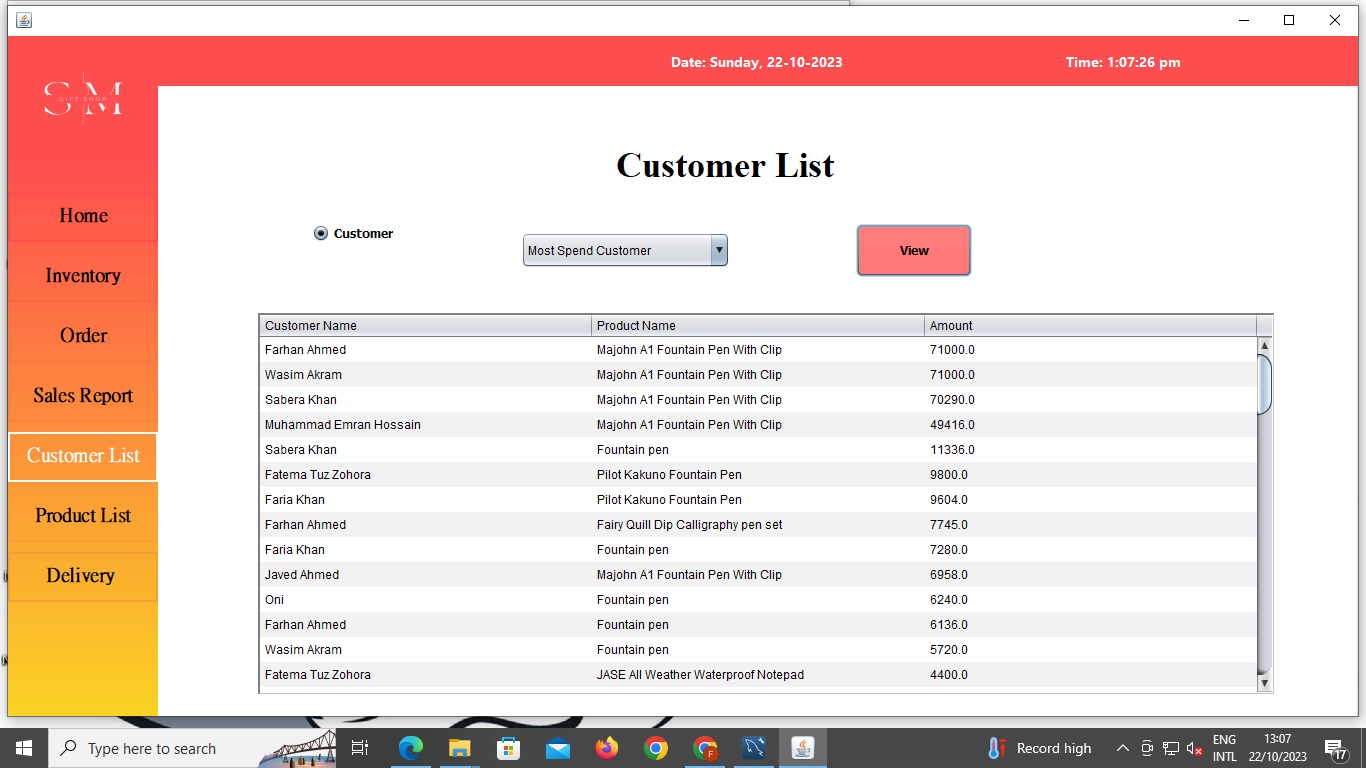 Date: Sunday, 22-10-2023 Time: 1:07:26 pm
SM
GIFT SHOP
Home
Inventory
Order
Sales Report
Customer List
Product List
Delivery
Customer List
Customer
Most Spend Customer
View
Customer Name Product Name Amount
Farhan Ahmed Majohn A1 Fountain Pen With Clip 71000.0
Wasim Akram Majohn A1 Fountain Pen With Clip 71000.0
Sabera Khan Majohn A1 Fountain Pen With Clip 70290.0
Muhammad Emran Hossain Majohn A1 Fountain Pen With Clip 49416.0
Sabera Khan Fountain pen 11336.0
Fatema Tuz Zohora Pilot Kakuno Fountain Pen 9800.0
Faria Khan Pilot Kakuno Fountain Pen 9604.0
Farhan Ahmed Fairy Quill Dip Calligraphy pen set 7745.0
Faria Khan Fountain pen 7280.0
Javed Ahmed Majohn A1 Fountain Pen With Clip 6958.0
Oni Fountain pen 6240.0
Farhan Ahmed Fountain pen 6136.0
Wasim Akram Fountain pen 5720.0
Fatema Tuz Zohora JASE All Weather Waterproof Notepad 4400.0
Type here to search
F
Record high
ENG
INTL
13:07
22/10/2023
17